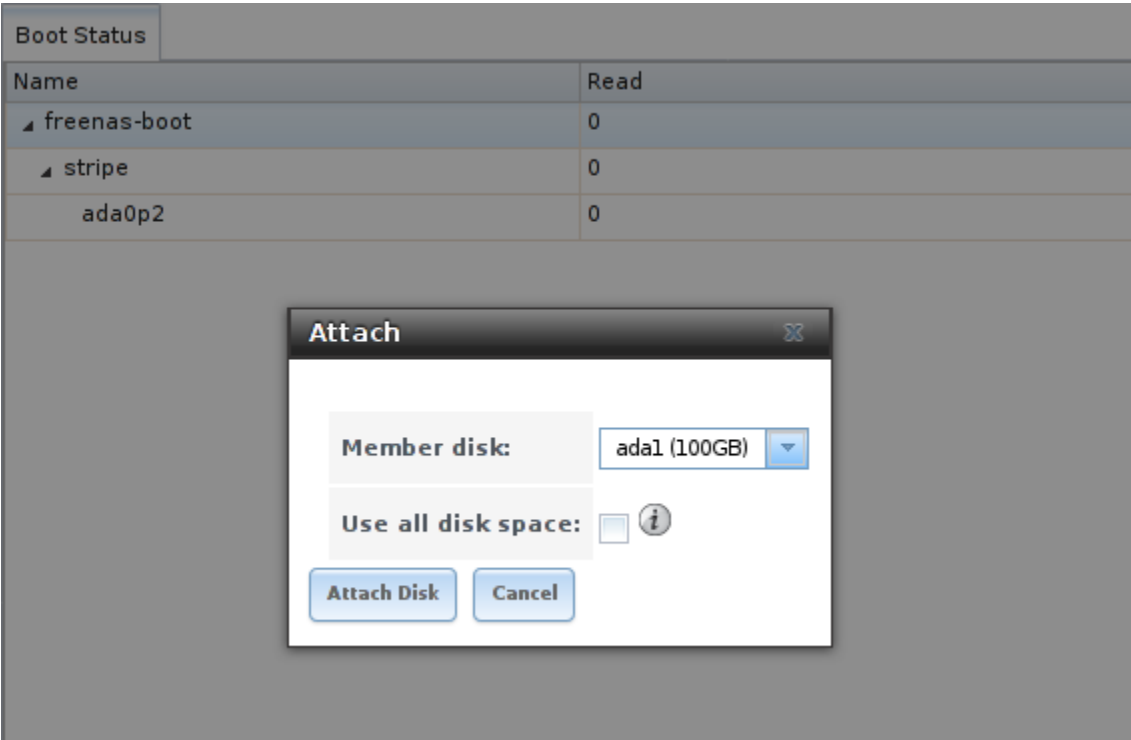 Boot Status
Name Read
freenas-boot 0
stripe 0
ada0p2 0
Attach
Member disk: ada1 (100GB)
Use all disk space: i
Attach Disk Cancel